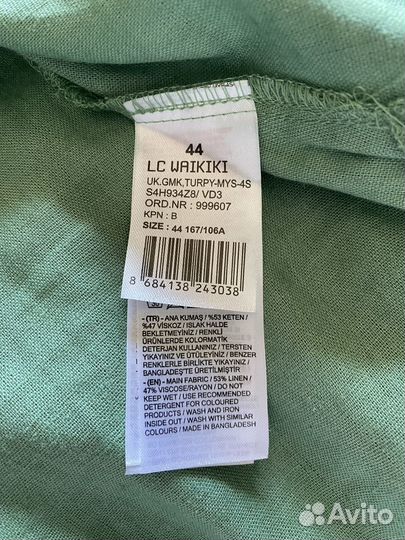 44
LC WAIKIKI
UK.GMK,TURPY-MYS-4S
S4H934Z8/ VD3
ORD.NR : 999607
KPN : B
SIZE : 44 167/106A
8 684138 243038
- (TR) - ANA KUMAŞ / %53 KETEN /
%47 VİSKOZ / ISLAK HALDE
BEKLETMEYİNİZ / RENKLİ
ÜRÜNLERDE KOLORMATİK
DETERJAN KULLANINIZ / TERSTEN
YIKAYINIZ VE ÜTÜLEYİNİZ / BENZER
RENKLERLE BİRLİKTE YIKAYINIZ /
BANGLADEŞ'TE ÜRETİLMİŞTİR
- (EN) - MAIN FABRIC / 53% LINEN /
47% VISCOSE/RAYON / DO NOT
KEEP WET / USE RECOMMENDED
DETERGENT FOR COLOURED
PRODUCTS / WASH AND IRON
INSIDE OUT / WASH WITH SIMILAR
COLOURS / MADE IN BANGLADESH
Avito